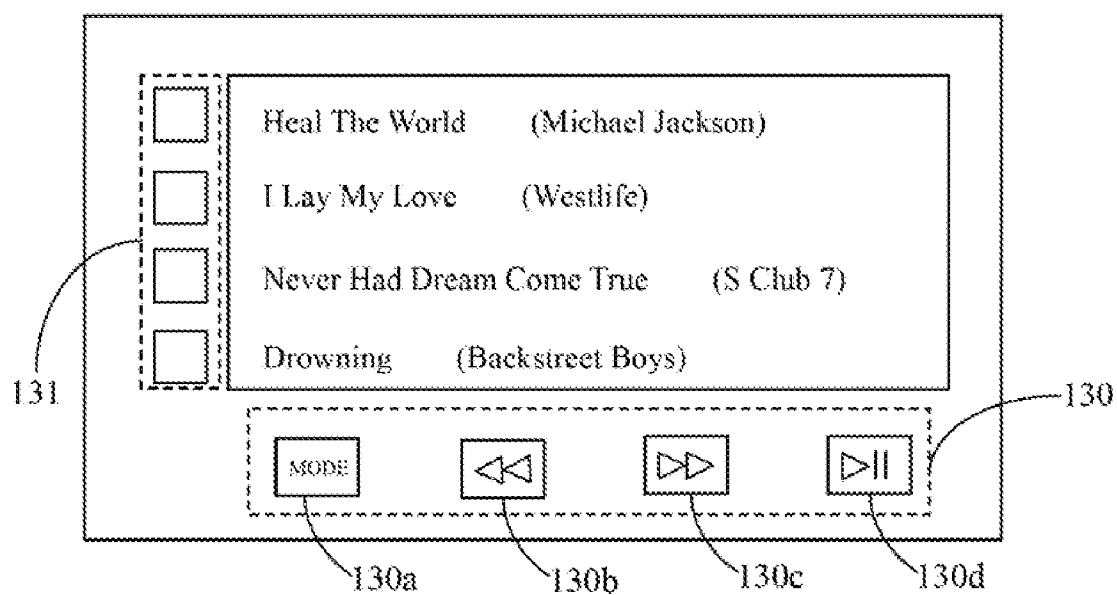 Heal The World (Michael Jackson)
I Lay My Love (Westlife)
Never Had Dream Come True (S Club 7)
Drowning (Backstreet Boys)
131
130
MODE
130a 130b 130c 130d